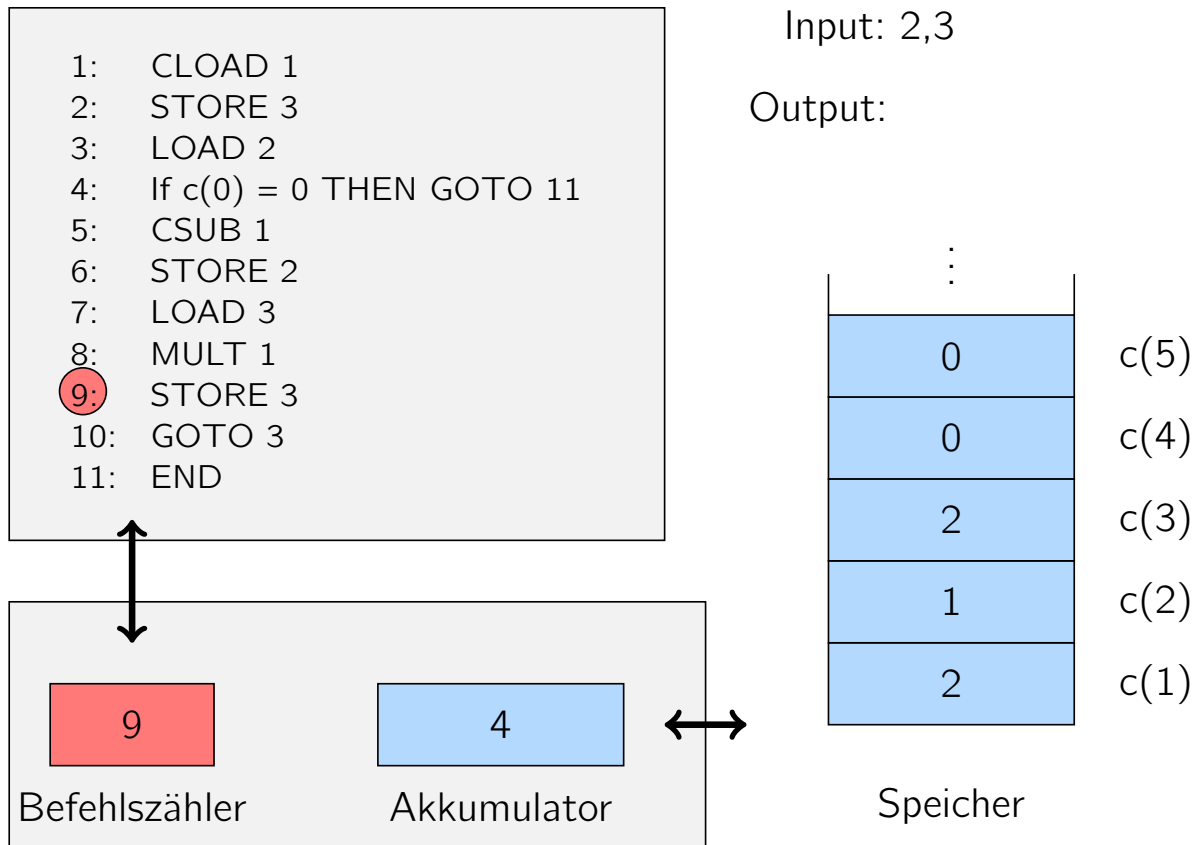 1: CLOAD 1
2: STORE 3
3: LOAD 2
4: If c(0) = 0 THEN GOTO 11
5: CSUB 1
6: STORE 2
7: LOAD 3
8: MULT 1
9: STORE 3
10: GOTO 3
11: END
Input: 2,3
Output:
⋮
0 c(5)
0 c(4)
2 c(3)
1 c(2)
2 c(1)
Speicher
9
Befehlszähler
4
Akkumulator